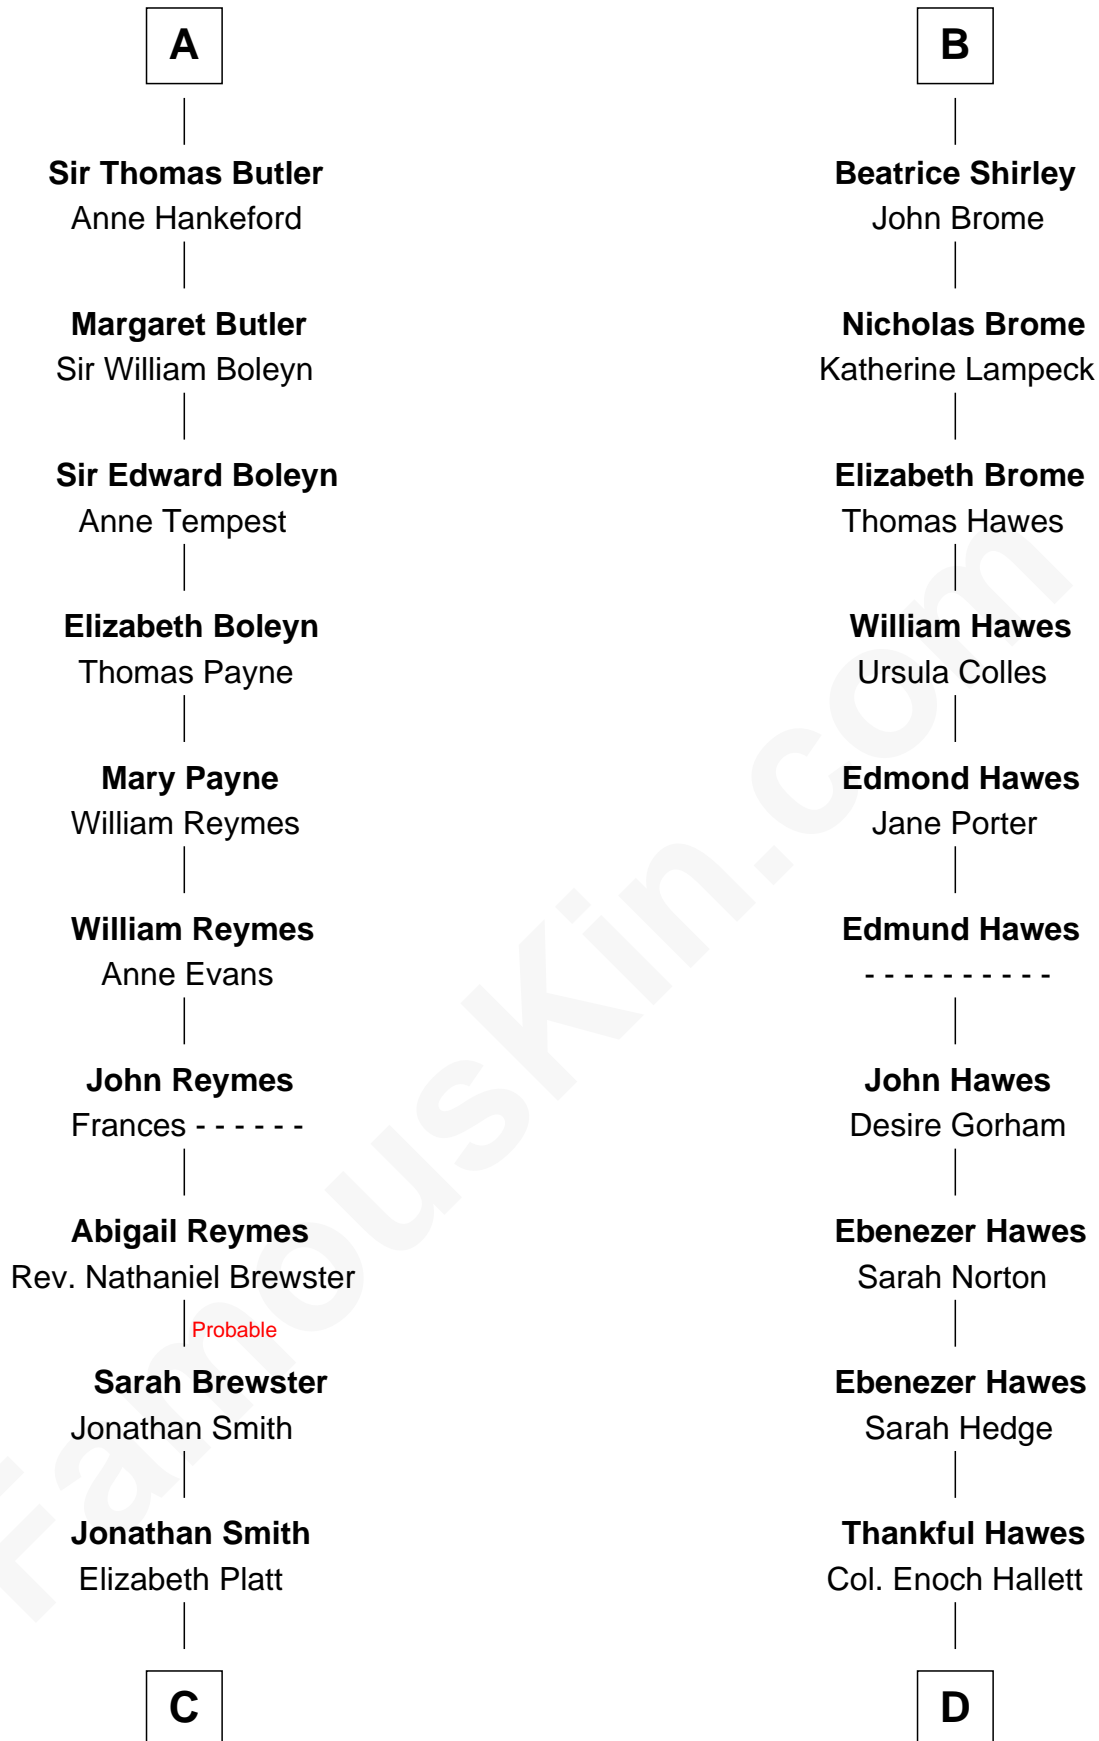 A
Sir Thomas Butler
Anne Hankeford
Margaret Butler
Sir William Boleyn
Sir Edward Boleyn
Anne Tempest
Elizabeth Boleyn
Thomas Payne
Mary Payne
William Reymes
William Reymes
Anne Evans
John Reymes
Frances - - - - - -
Abigail Reymes
Rev. Nathaniel Brewster
Probable
Sarah Brewster
Jonathan Smith
Jonathan Smith
Elizabeth Platt
C
B
Beatrice Shirley
John Brome
Nicholas Brome
Katherine Lampeck
Elizabeth Brome
Thomas Hawes
William Hawes
Ursula Colles
Edmond Hawes
Jane Porter
Edmund Hawes
- - - - - - - - - -
John Hawes
Desire Gorham
Ebenezer Hawes
Sarah Norton
Ebenezer Hawes
Sarah Hedge
Thankful Hawes
Col. Enoch Hallett
D
FamousKin.com